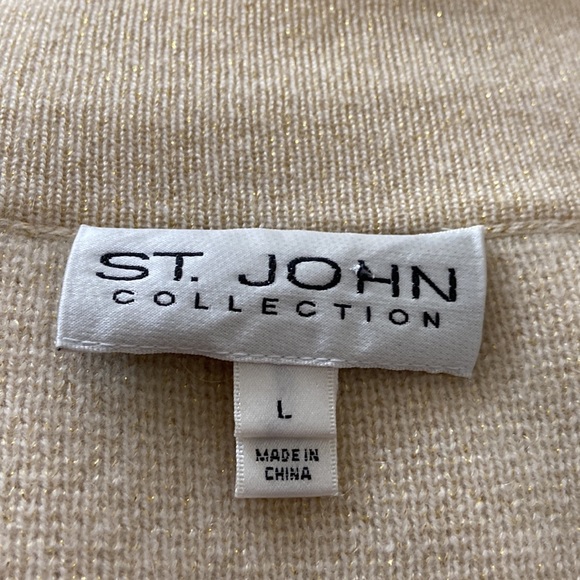 ST. JOHN
COLLECTION
L
MADE IN
CHINA